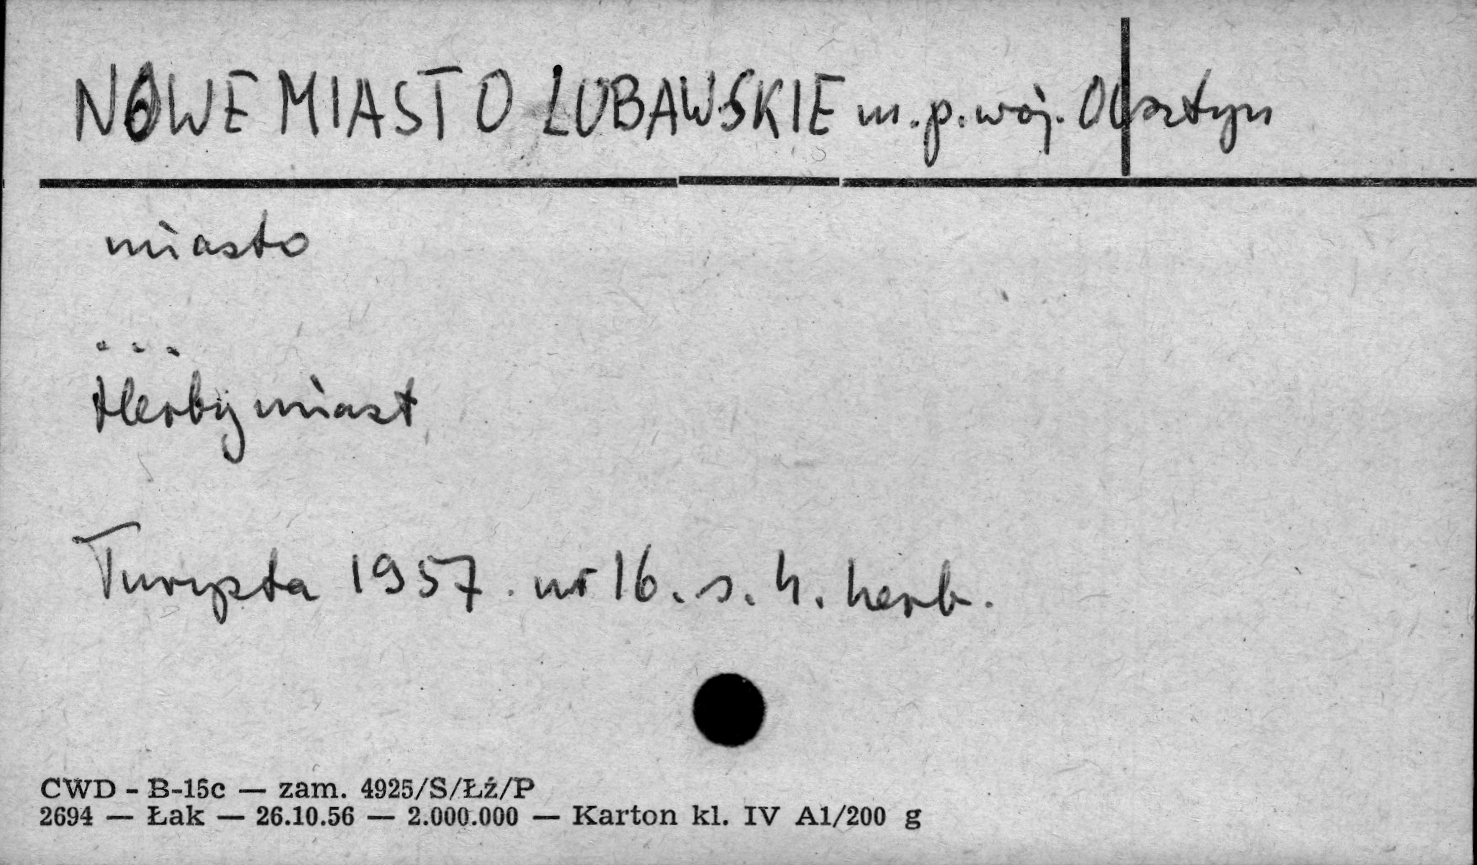 NOWE MIASTO LUBAWSKIE m.p. woj. Olsztyn
miasto
...
Herby miast
Turysta 1957. nr 16. s. 4. herb.
CWD - B-15c — zam. 4925/S/Łź/P
2694 — Łak — 26.10.56 — 2.000.000 — Karton kl. IV A1/200 g